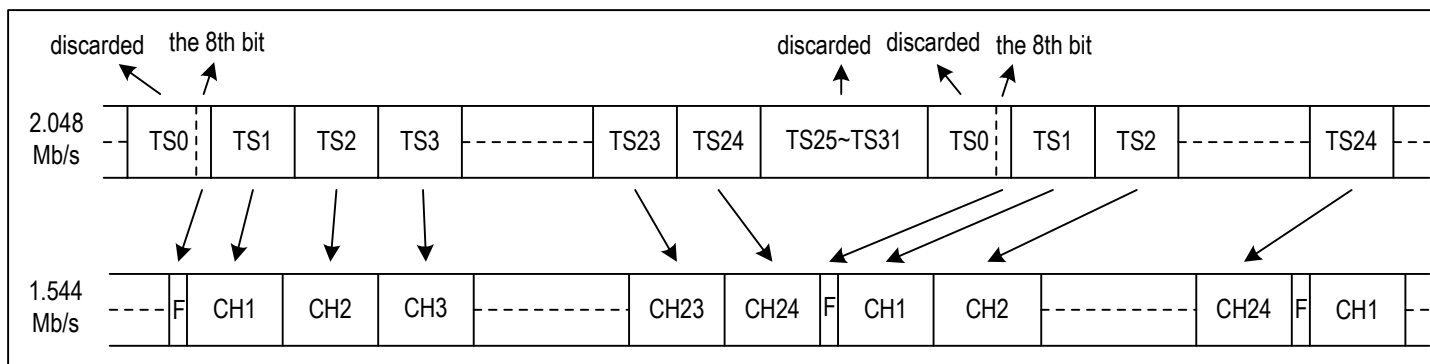 discarded the 8th bit discarded discarded the 8th bit
2.048 Mb/s TS0 TS1 TS2 TS3 TS23 TS24 TS25~TS31 TS0 TS1 TS2 TS24
1.544 Mb/s F CH1 CH2 CH3 CH23 CH24 F CH1 CH2 CH24 F CH1